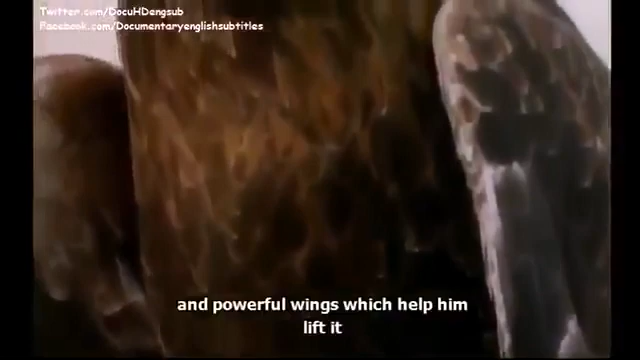 Twitter.com/DocuHDengsub
Facebook.com/Documentaryenglishsubtitles
and powerful wings which help him
lift it